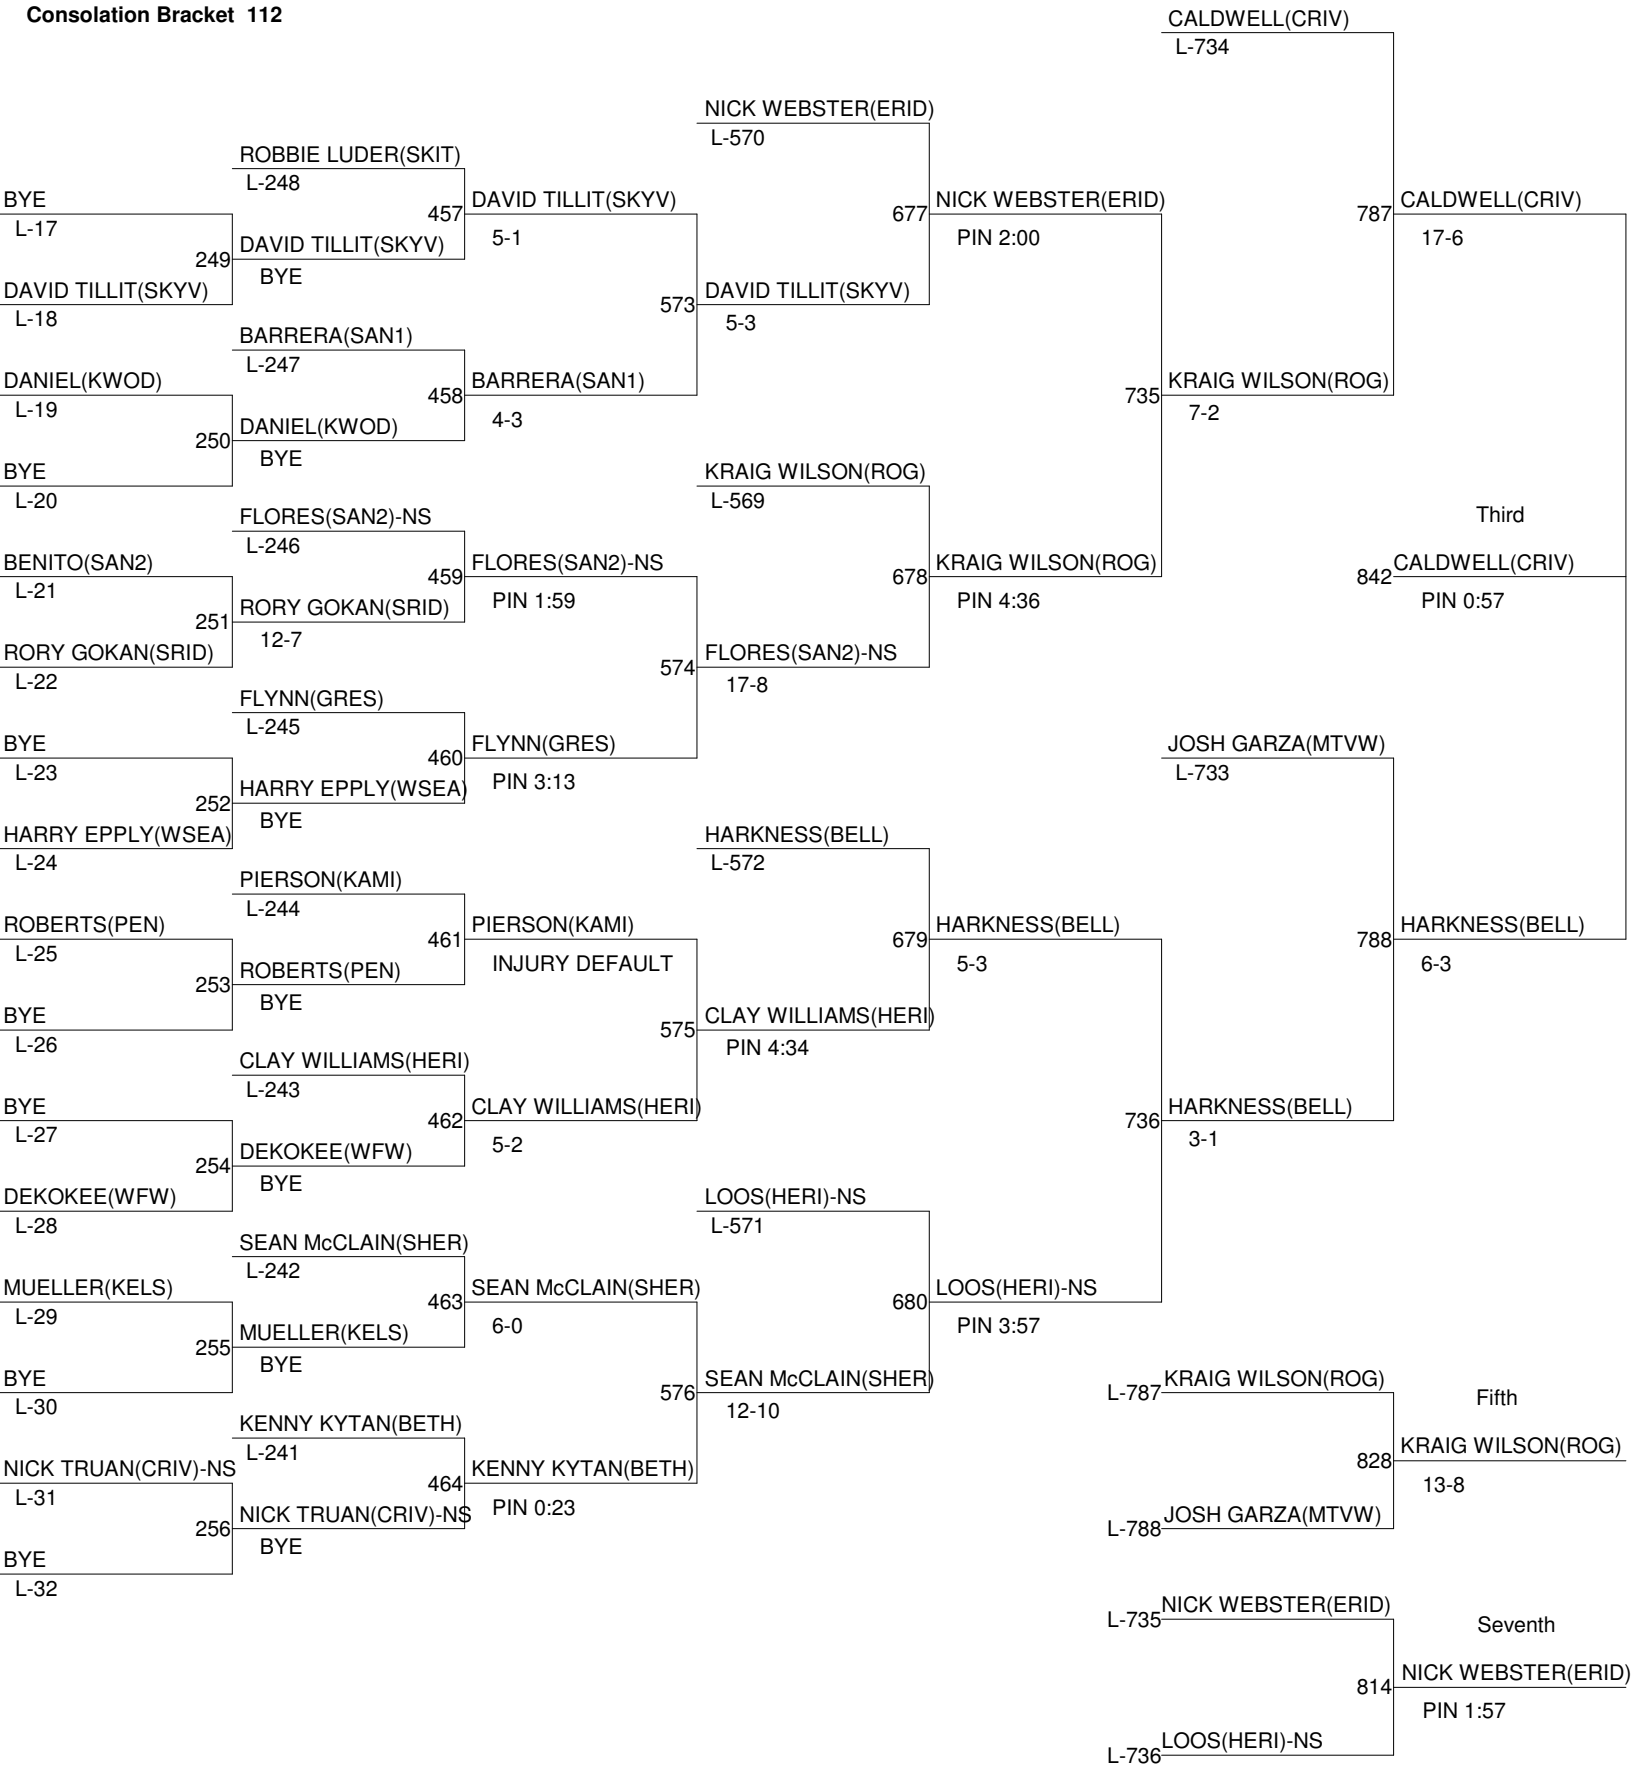 Consolation Bracket 112
CALDWELL(CRIV)
L-734
NICK WEBSTER(ERID)
L-570
ROBBIE LUDER(SKIT)
L-248
BYE
L-17
457
DAVID TILLIT(SKYV)
5-1
677
NICK WEBSTER(ERID)
PIN 2:00
787
CALDWELL(CRIV)
17-6
249
DAVID TILLIT(SKYV)
BYE
DAVID TILLIT(SKYV)
L-18
573
DAVID TILLIT(SKYV)
5-3
BARRERA(SAN1)
L-247
DANIEL(KWOD)
L-19
458
BARRERA(SAN1)
4-3
735
KRAIG WILSON(ROG)
7-2
250
DANIEL(KWOD)
BYE
BYE
L-20
KRAIG WILSON(ROG)
L-569
FLORES(SAN2)-NS
L-246
Third
BENITO(SAN2)
L-21
459
FLORES(SAN2)-NS
PIN 1:59
678
KRAIG WILSON(ROG)
PIN 4:36
842
CALDWELL(CRIV)
PIN 0:57
251
RORY GOKAN(SRID)
12-7
RORY GOKAN(SRID)
L-22
574
FLORES(SAN2)-NS
17-8
FLYNN(GRES)
L-245
BYE
L-23
460
FLYNN(GRES)
PIN 3:13
JOSH GARZA(MTVW)
L-733
252
HARRY EPPLY(WSEA)
BYE
HARRY EPPLY(WSEA)
L-24
HARKNESS(BELL)
L-572
PIERSON(KAMI)
L-244
ROBERTS(PEN)
L-25
461
PIERSON(KAMI)
INJURY DEFAULT
679
HARKNESS(BELL)
5-3
788
HARKNESS(BELL)
6-3
253
ROBERTS(PEN)
BYE
BYE
L-26
575
CLAY WILLIAMS(HERI)
PIN 4:34
CLAY WILLIAMS(HERI)
L-243
BYE
L-27
462
CLAY WILLIAMS(HERI)
5-2
736
HARKNESS(BELL)
3-1
254
DEKOKEE(WFW)
BYE
DEKOKEE(WFW)
L-28
LOOS(HERI)-NS
L-571
SEAN McCLAIN(SHER)
L-242
MUELLER(KELS)
L-29
463
SEAN McCLAIN(SHER)
6-0
680
LOOS(HERI)-NS
PIN 3:57
255
MUELLER(KELS)
BYE
BYE
L-30
576
SEAN McCLAIN(SHER)
12-10
L-787
KRAIG WILSON(ROG)
Fifth
KENNY KYTAN(BETH)
L-241
828
KRAIG WILSON(ROG)
13-8
NICK TRUAN(CRIV)-NS
L-31
464
KENNY KYTAN(BETH)
PIN 0:23
256
NICK TRUAN(CRIV)-NS
BYE
L-788
JOSH GARZA(MTVW)
BYE
L-32
L-735
NICK WEBSTER(ERID)
Seventh
814
NICK WEBSTER(ERID)
PIN 1:57
L-736
LOOS(HERI)-NS